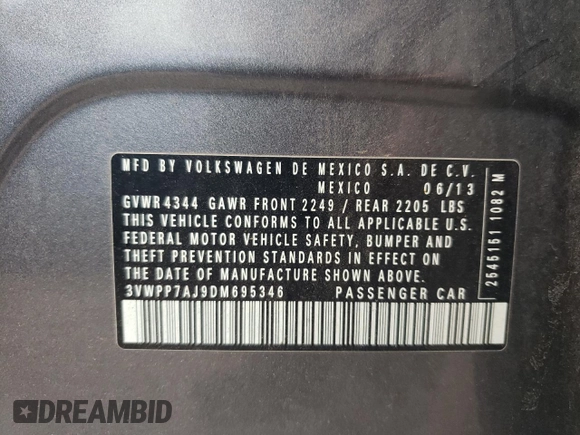 MFD BY VOLKSWAGEN DE MEXICO S.A. DE C.V.
MEXICO 06/13
GVWR 4344 GAWR FRONT 2249 / REAR 2205 LBS
THIS VEHICLE CONFORMS TO ALL APPLICABLE U.S.
FEDERAL MOTOR VEHICLE SAFETY, BUMPER AND
THEFT PREVENTION STANDARDS IN EFFECT ON
THE DATE OF MANUFACTURE SHOWN ABOVE.
3VWPP7AJ9DM695346 PASSENGER CAR
2545151 1082 M
DREAMBID